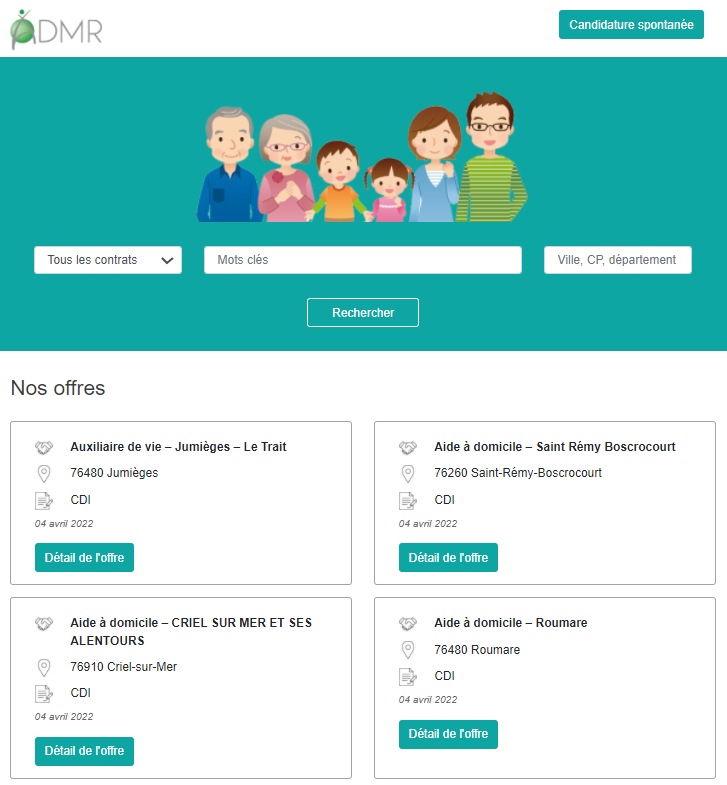 ADMR
Candidature spontanée
Tous les contrats
Mots clés
Ville, CP, département
Rechercher
Nos offres
Auxiliaire de vie – Jumièges – Le Trait
76480 Jumièges
CDI
04 avril 2022
Détail de l'offre
Aide à domicile – Saint Rémy Boscrocourt
76260 Saint-Rémy-Boscrocourt
CDI
04 avril 2022
Détail de l'offre
Aide à domicile – CRIEL SUR MER ET SES
ALENTOURS
76910 Criel-sur-Mer
CDI
04 avril 2022
Détail de l'offre
Aide à domicile – Roumare
76480 Roumare
CDI
04 avril 2022
Détail de l'offre